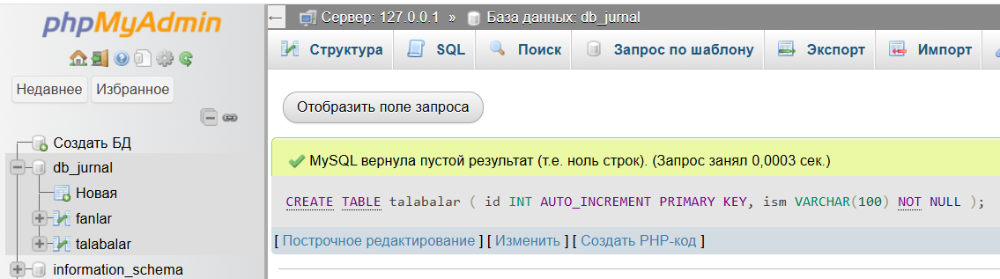 phpMyAdmin
Недавнее Избранное
Создать БД
db_jurnal
Новая
fanlar
talabalar
information_schema
← Сервер: 127.0.0.1 » База данных: db_jurnal
Структура SQL Поиск Запрос по шаблону Экспорт Импорт
Отобразить поле запроса
MySQL вернула пустой результат (т.е. ноль строк). (Запрос занял 0,0003 сек.)
CREATE TABLE talabalar ( id INT AUTO_INCREMENT PRIMARY KEY, ism VARCHAR(100) NOT NULL );
[ Построчное редактирование ] [ Изменить ] [ Создать PHP-код ]